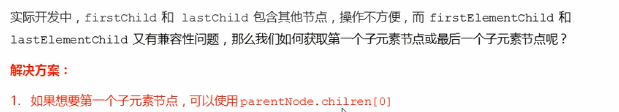 实际开发中，firstChild 和 lastChild 包含其他节点，操作不方便，而 firstElementChild 和
lastElementChild 又有兼容性问题，那么我们如何获取第一个子元素节点或最后一个子元素节点呢？
解决方案：
1. 如果想要第一个子元素节点，可以使用 parentNode.chilren[0]